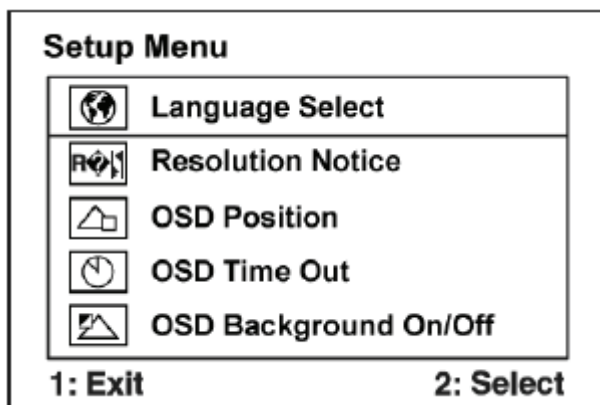 Setup Menu
Language Select
Resolution Notice
OSD Position
OSD Time Out
OSD Background On/Off
1: Exit 2: Select